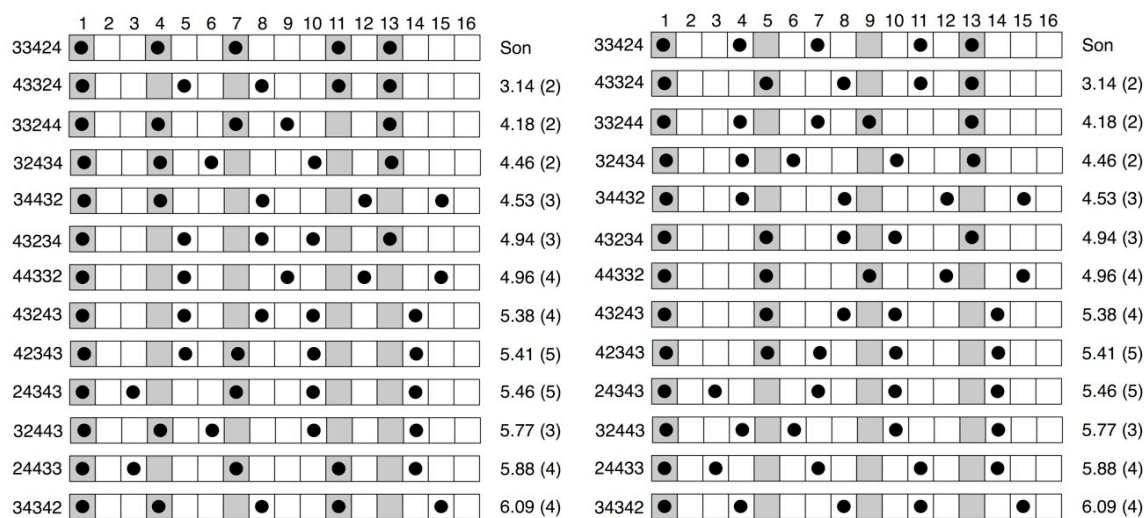 1 2 3 4 5 6 7 8 9 10 11 12 13 14 15 16
33424 Son
43324 3.14 (2)
33244 4.18 (2)
32434 4.46 (2)
34432 4.53 (3)
43234 4.94 (3)
44332 4.96 (4)
43243 5.38 (4)
42343 5.41 (5)
24343 5.46 (5)
32443 5.77 (3)
24433 5.88 (4)
34342 6.09 (4)
1 2 3 4 5 6 7 8 9 10 11 12 13 14 15 16
33424 Son
43324 3.14 (2)
33244 4.18 (2)
32434 4.46 (2)
34432 4.53 (3)
43234 4.94 (3)
44332 4.96 (4)
43243 5.38 (4)
42343 5.41 (5)
24343 5.46 (5)
32443 5.77 (3)
24433 5.88 (4)
34342 6.09 (4)